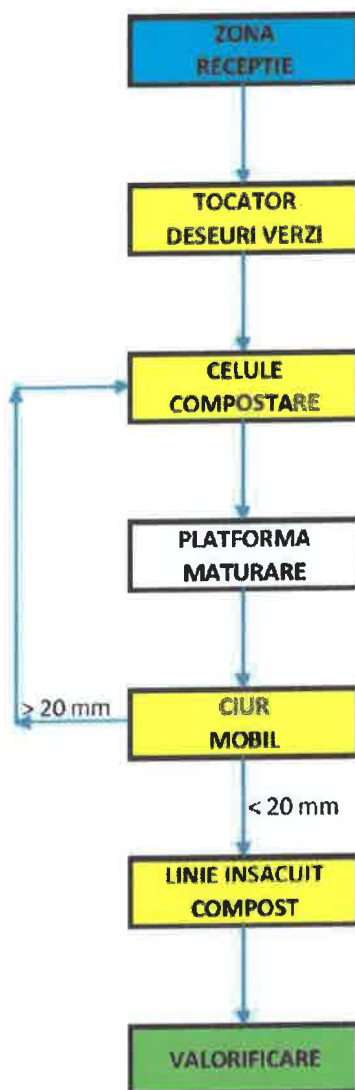 ZONA
RECEPTIE
TOCATOR
DESEURI VERZI
CELULE
COMPOSTARE
PLATFORMA
MATURARE
> 20 mm
CIUR
MOBIL
< 20 mm
LINIE INSACUIT
COMPOST
VALORIFICARE